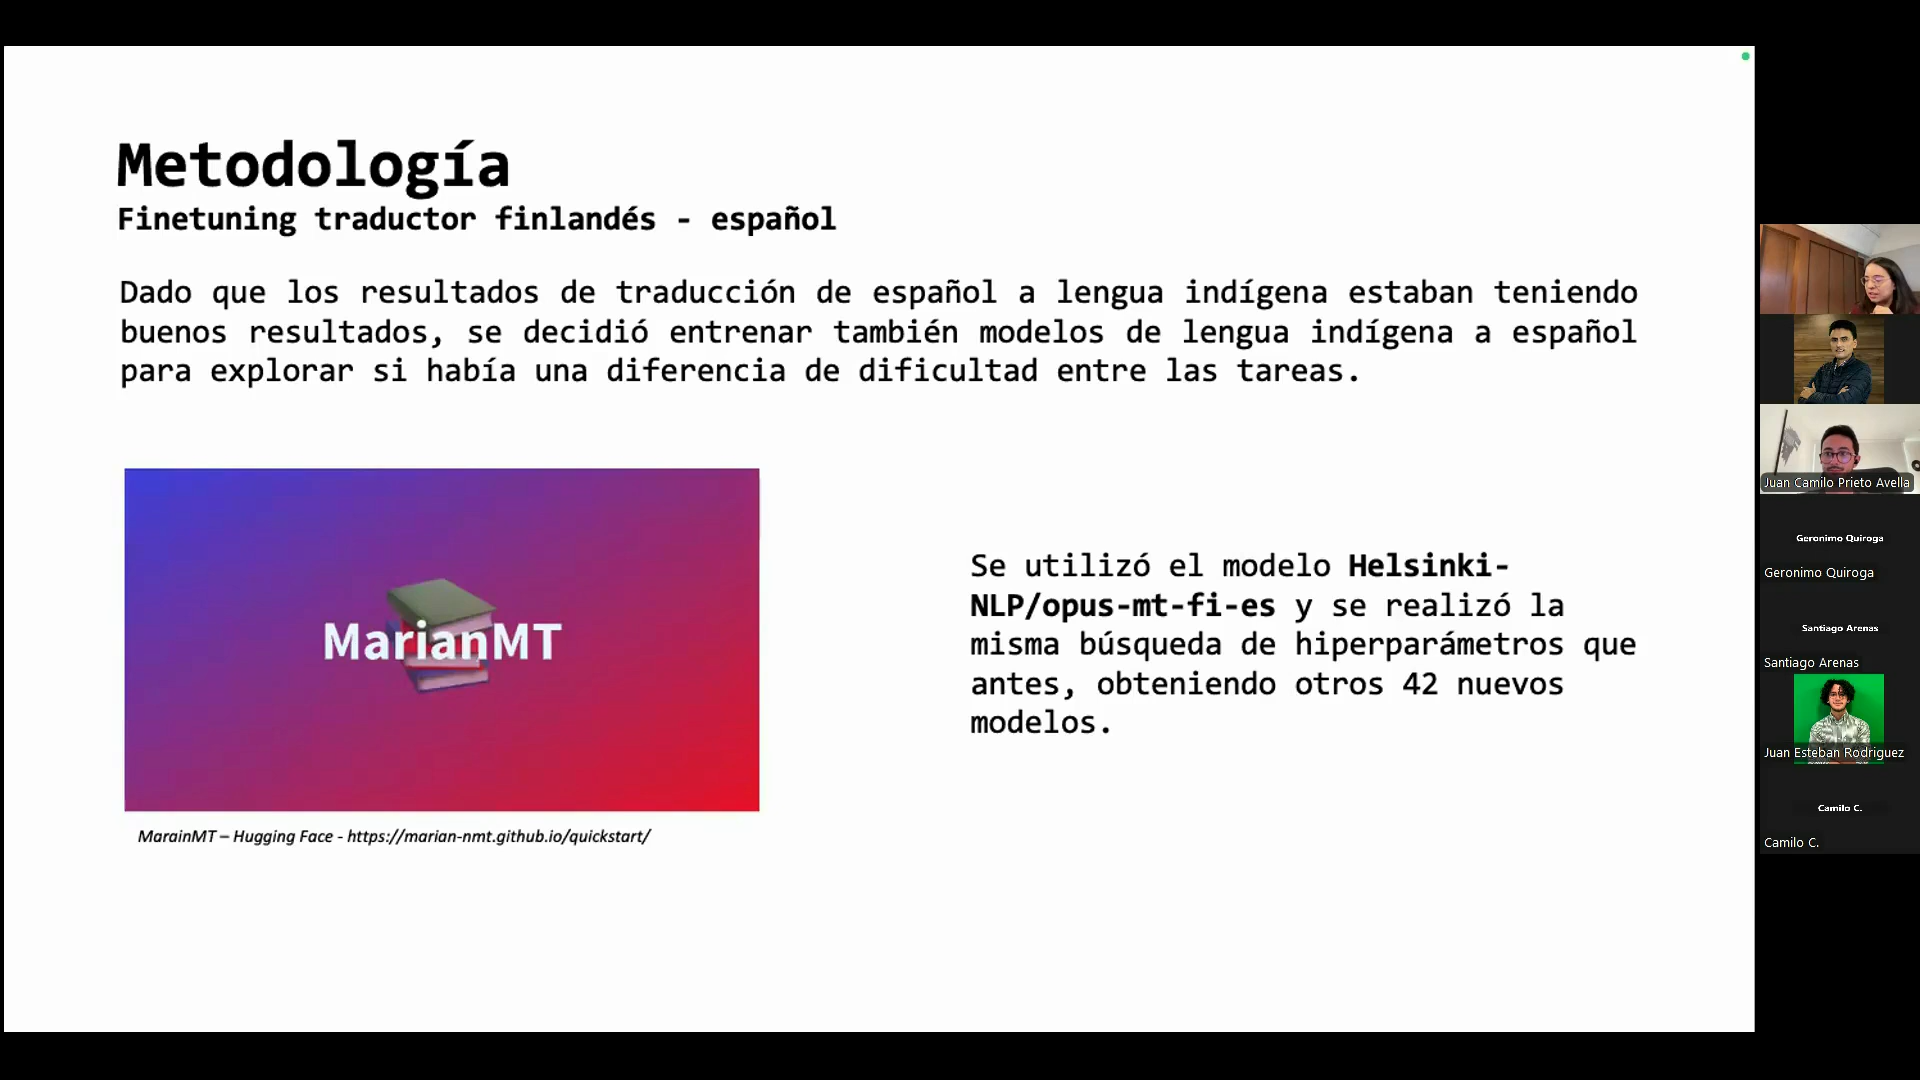 Metodología
Finetuning traductor finlandés - español
Dado que los resultados de traducción de español a lengua indígena estaban teniendo
buenos resultados, se decidió entrenar también modelos de lengua indígena a español
para explorar si había una diferencia de dificultad entre las tareas.
MarianMT
MarainMT – Hugging Face - https://marian-nmt.github.io/quickstart/
Se utilizó el modelo Helsinki-
NLP/opus-mt-fi-es y se realizó la
misma búsqueda de hiperparámetros que
antes, obteniendo otros 42 nuevos
modelos.
Juan Camilo Prieto Avella
Geronimo Quiroga
Geronimo Quiroga
Santiago Arenas
Santiago Arenas
Juan Esteban Rodriguez
Camilo C.
Camilo C.